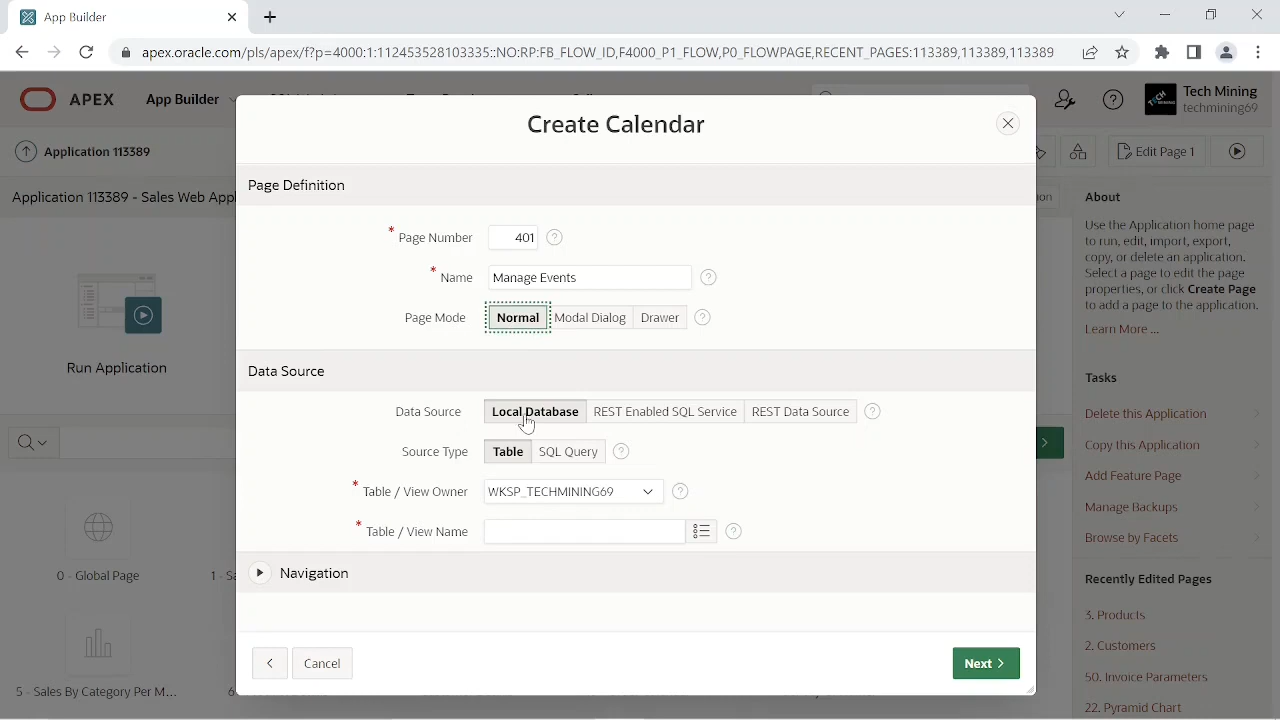 App Builder
apex.oracle.com/pls/apex/f?p=4000:1:112453528103335::NO:RP:FB_FLOW_ID,F4000_P1_FLOW,P0_FLOWPAGE,RECENT_PAGES:113389,113389,113389
APEX
App Builder
Tech Mining
techmining69
Application 113389
Edit Page 1
Application 113389 - Sales Web Appl
Run Application
0 - Global Page
1 - Sa
5 - Sales By Category Per M...
6
Create Calendar
Page Definition
* Page Number 401
* Name Manage Events
Page Mode Normal Modal Dialog Drawer
Data Source
Data Source Local Database REST Enabled SQL Service REST Data Source
Source Type Table SQL Query
* Table / View Owner WKSP_TECHMINING69
* Table / View Name
Navigation
Cancel
Next
About
Use the Application home page
to run, edit, import, export,
copy, or delete an application.
Select a page to edit the page
properties, or click Create Page
to add a page to the application.
Learn More ...
Tasks
Delete this Application
Copy this Application
Add Feature Page
Manage Backups
Browse by Facets
Recently Edited Pages
3. Products
2. Customers
50. Invoice Parameters
22. Pyramid Chart